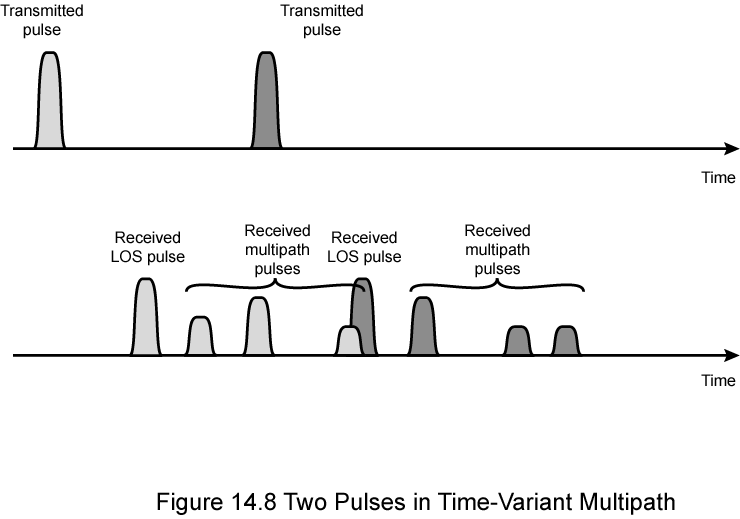 Transmitted
pulse
Transmitted
pulse
Time
Received
LOS pulse
Received
multipath
pulses
Received
LOS pulse
Received
multipath
pulses
Time
Figure 14.8 Two Pulses in Time-Variant Multipath